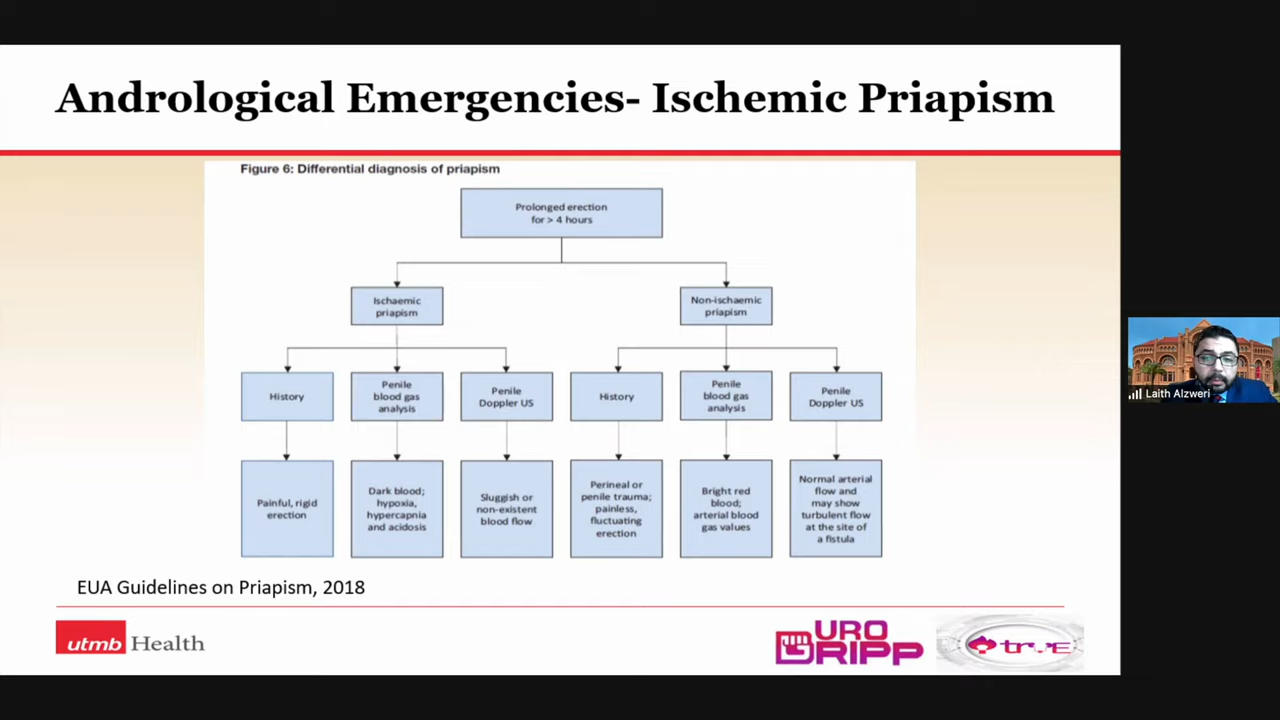 Andrological Emergencies- Ischemic Priapism
Figure 6: Differential diagnosis of priapism
Prolonged erection
for > 4 hours
Ischaemic
priapism
Non-ischaemic
priapism
History
Penile
blood gas
analysis
Penile
Doppler US
History
Penile
blood gas
analysis
Penile
Doppler US
Painful, rigid
erection
Dark blood;
hypoxia,
hypercapnia
and acidosis
Sluggish or
non-existent
blood flow
Perineal or
penile trauma;
painless,
fluctuating
erection
Bright red
blood;
arterial blood
gas values
Normal arterial
flow and
may show
turbulent flow
at the site of
a fistula
Laith Alzweri
EUA Guidelines on Priapism, 2018
utmb Health
URO
GRIPP
true